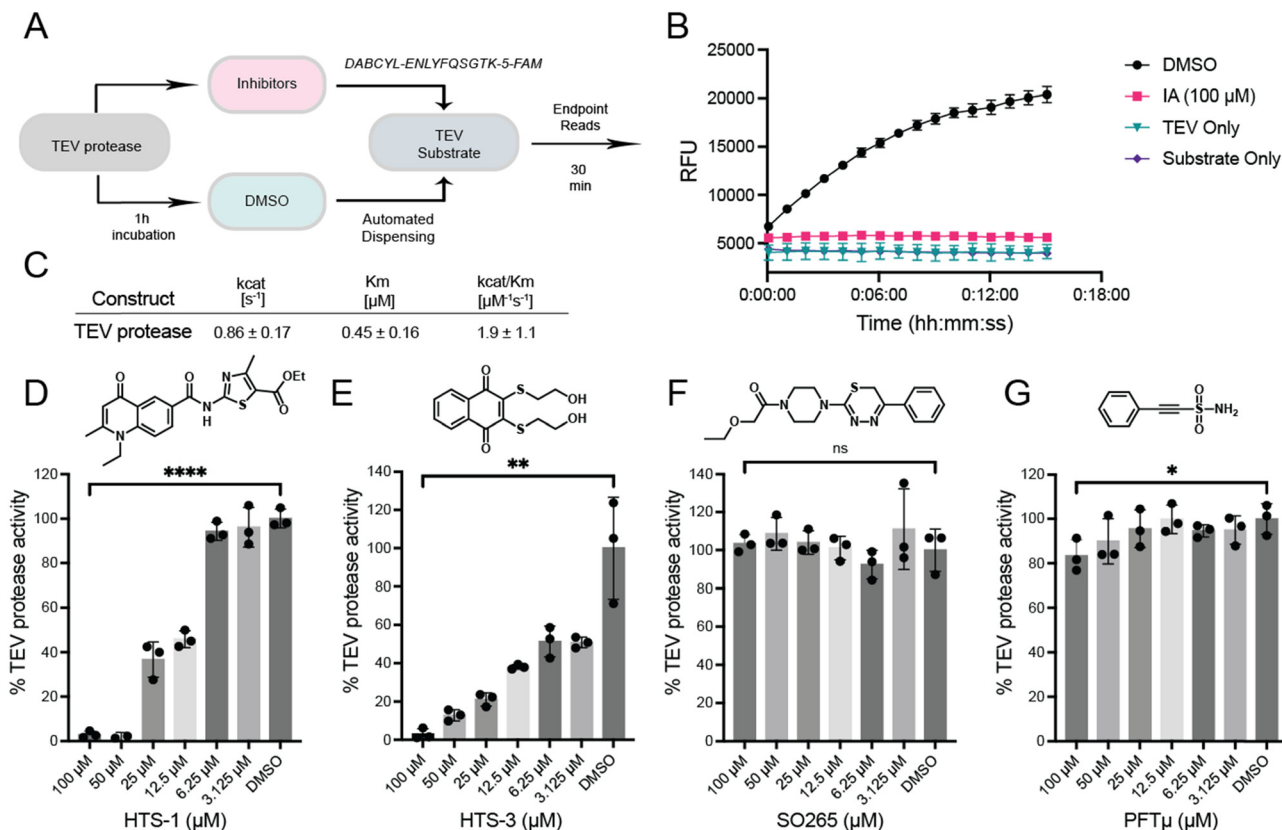 A
Inhibitors
DABCYL-ENLYFQSGTK-5-FAM
TEV protease
TEV
Substrate
Endpoint
Reads
30
min
DMSO
1h
incubation
Automated
Dispensing
B
25000
20000
15000
10000
5000
RFU
0:00:00
0:06:00
0:12:00
0:18:00
Time (hh:mm:ss)
DMSO
IA (100 µM)
TEV Only
Substrate Only
C
Construct
kcat
[s⁻¹]
Km
[µM]
kcat/Km
[µM⁻¹s⁻¹]
TEV protease 0.86 ± 0.17 0.45 ± 0.16 1.9 ± 1.1
D
O
O
N
S
N
H
O
OEt
N
****
120
100
80
60
40
20
0
% TEV protease activity
100 µM
50 µM
25 µM
12.5 µM
6.25 µM
3.125 µM
DMSO
HTS-1 (µM)
E
O
S
OH
OH
S
O
**
140
120
100
80
60
40
20
0
% TEV protease activity
100 µM
50 µM
25 µM
12.5 µM
6.25 µM
3.125 µM
DMSO
HTS-3 (µM)
F
O
O
N
N
S
N
N
ns
140
120
100
80
60
40
20
0
% TEV protease activity
100 µM
50 µM
25 µM
12.5 µM
6.25 µM
3.125 µM
DMSO
SO265 (µM)
G
O
S
NH₂
O
*
120
100
80
60
40
20
0
% TEV protease activity
100 µM
50 µM
25 µM
12.5 µM
6.25 µM
3.125 µM
DMSO
PFTµ (µM)